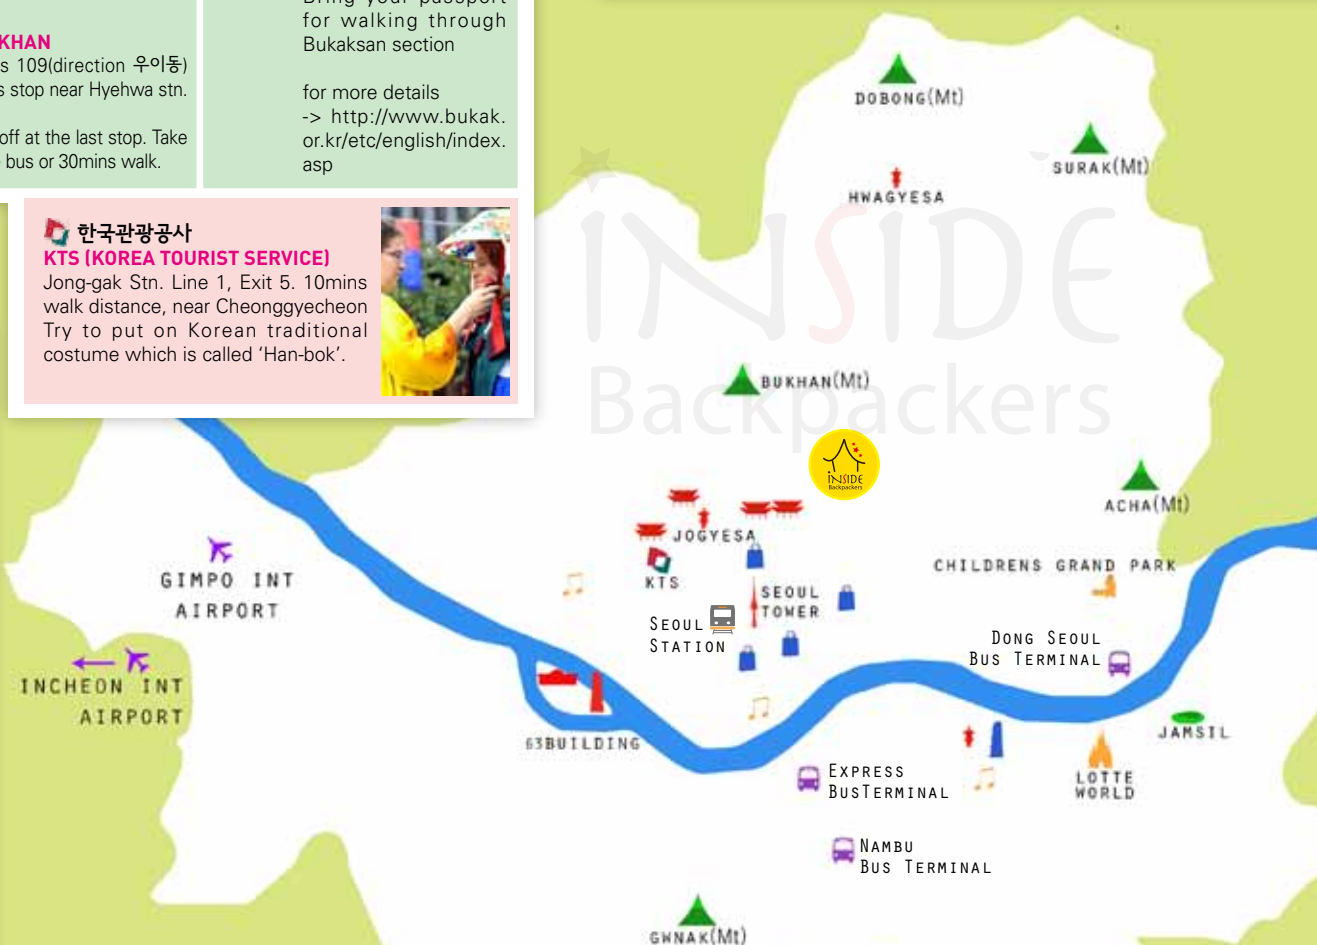 KHAN
s 109(direction 우이동)
s stop near Hyehwa stn.
off at the last stop. Take
bus or 30mins walk.
Bring your passport
for walking through
Bukaksan section
for more details
-> http://www.bukak.
or.kr/etc/english/index.
asp
한국관광공사
KTS (KOREA TOURIST SERVICE)
Jong-gak Stn. Line 1, Exit 5. 10mins
walk distance, near Cheonggyecheon
Try to put on Korean traditional
costume which is called ‘Han-bok’.
DOBONG(Mt)
SURAK(Mt)
HWAGYESA
iNSIDE
Backpackers
BUKHAN(Mt)
iNSIDE
Backpackers
ACHA(Mt)
JOGYESA
KTS
GIMPO INT
AIRPORT
CHILDRENS GRAND PARK
SEOUL
TOWER
SEOUL
STATION
DONG SEOUL
BUS TERMINAL
INCHEON INT
AIRPORT
63BUILDING
JAMSIL
LOTTE
WORLD
EXPRESS
BUSTERMINAL
NAMBU
BUS TERMINAL
GWNAK(Mt)